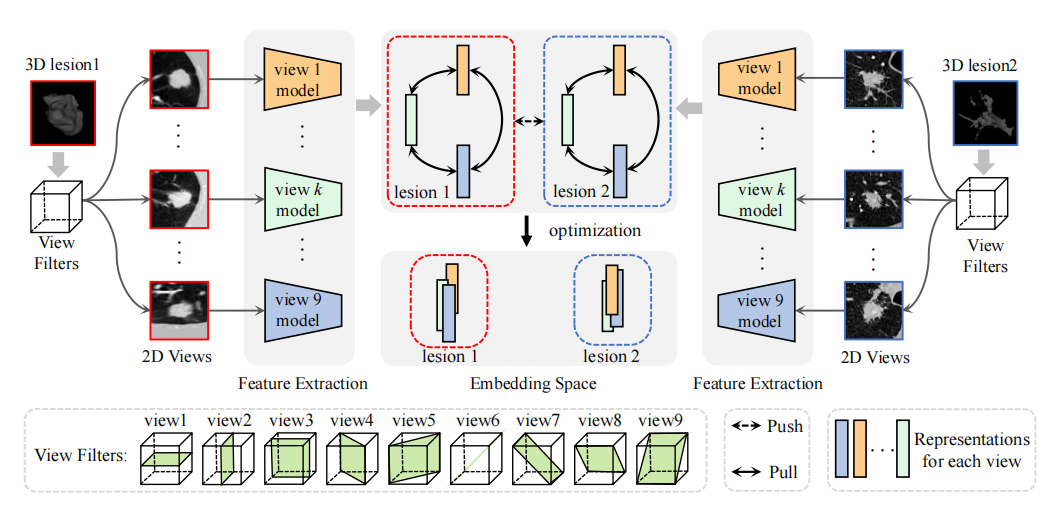 3D lesion1
View
Filters
2D Views
view 1
model
view k
model
view 9
model
Feature Extraction
lesion 1
lesion 2
optimization
lesion 1
lesion 2
Embedding Space
view 1
model
view k
model
view 9
model
Feature Extraction
3D lesion2
View
Filters
2D Views
View Filters:
view1
view2
view3
view4
view5
view6
view7
view8
view9
Push
Pull
Representations
for each view